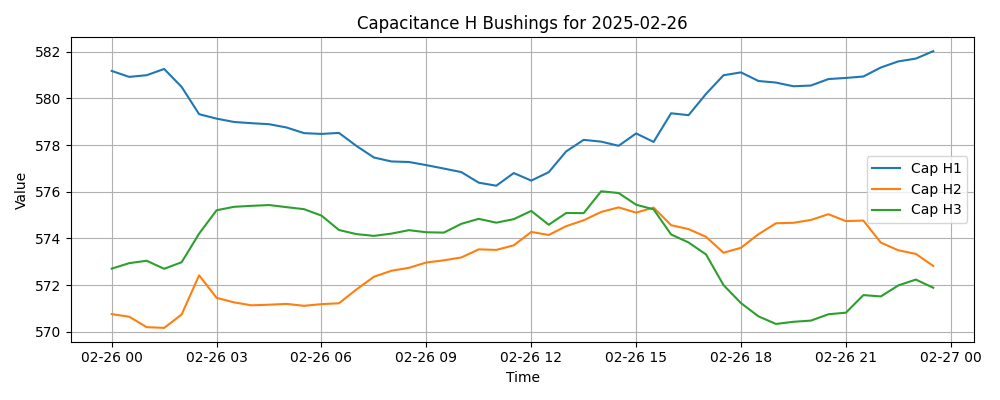 Capacitance H Bushings for 2025-02-26
Value
582
580
578
576
574
572
570
Cap H1
Cap H2
Cap H3
02-26 00 02-26 03 02-26 06 02-26 09 02-26 12 02-26 15 02-26 18 02-26 21 02-27 00
Time